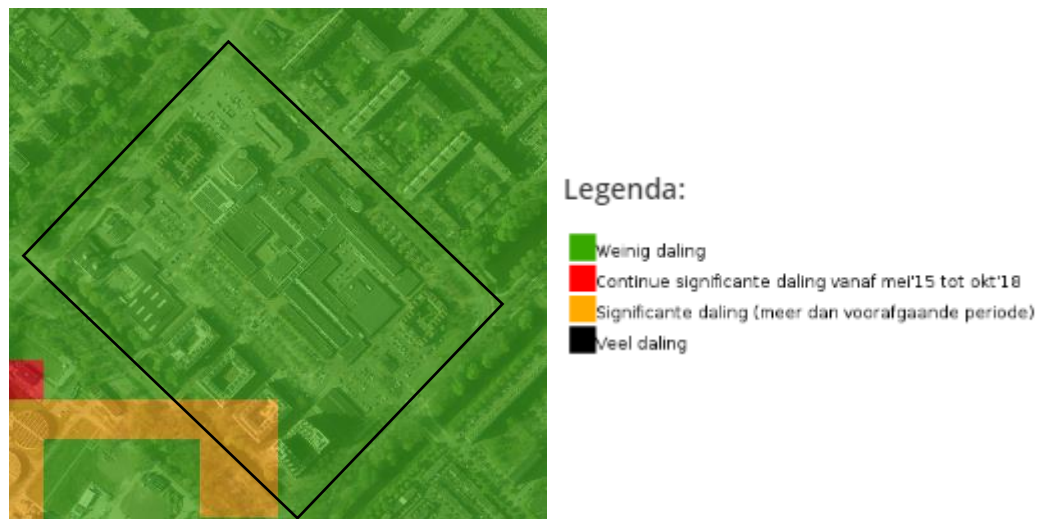 Legenda:
Weinig daling
Continue significante daling vanaf mei'15 tot okt'18
Significante daling (meer dan voorafgaande periode)
Veel daling